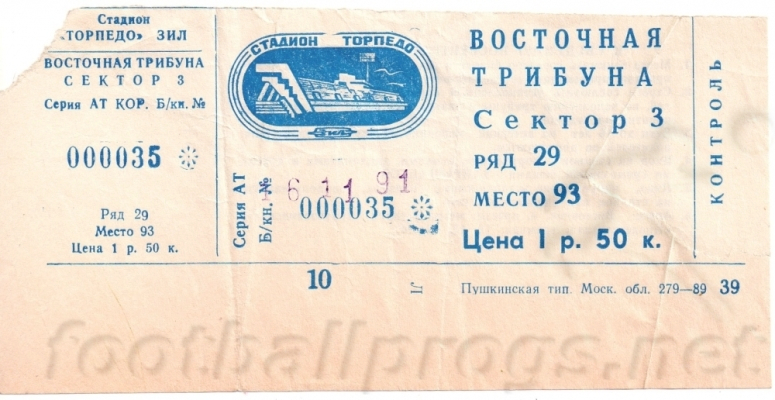 Стадион
«ТОРПЕДО» ЗИЛ
ВОСТОЧНАЯ ТРИБУНА
СЕКТОР 3
Серия АТ КОР. Б/кн. №
000035
Ряд 29
Место 93
Цена 1 р. 50 к.
СТАДИОН ТОРПЕДО
ЗИЛ
Серия АТ
Б/кн. №
6 11 91
000035
ВОСТОЧНАЯ
ТРИБУНА
Сектор 3
РЯД 29
МЕСТО 93
Цена 1 р. 50 к.
КОНТРОЛЬ
10
Пушкинская тип. Моск. обл. 279—89 39
footballprogs.net